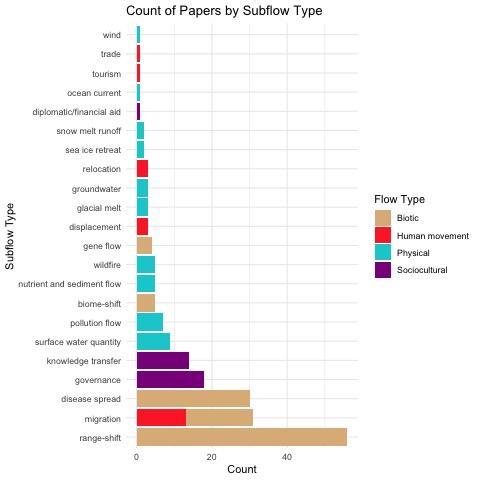 Count of Papers by Subflow Type
Subflow Type
wind
trade
tourism
ocean current
diplomatic/financial aid
snow melt runoff
sea ice retreat
relocation
groundwater
glacial melt
displacement
gene flow
wildfire
nutrient and sediment flow
biome-shift
pollution flow
surface water quantity
knowledge transfer
governance
disease spread
migration
range-shift
0 20 40
Count
Flow Type
Biotic
Human movement
Physical
Sociocultural